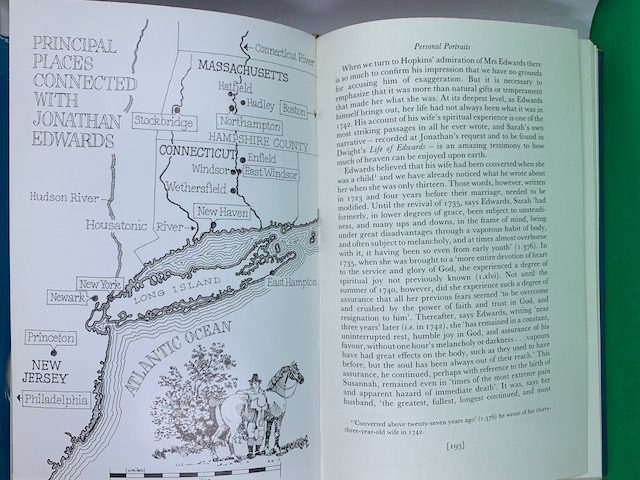 PRINCIPAL
PLACES
CONNECTED
WITH
JONATHAN
EDWARDS
Connecticut River
MASSACHUSETTS
Hatfield
Hadley
Boston
Stockbridge
Northampton
HAMPSHIRE COUNTY
CONNECTICUT
Enfield
Windsor
East Windsor
Wethersfield
Hudson River
New Haven
Housatonic River
New York
Newark
LONG ISLAND
East Hampton
Princeton
NEW
JERSEY
Philadelphia
ATLANTIC OCEAN
Personal Portraits
When we turn to Hopkins' admiration of Mrs Edwards there
is so much to confirm his impression that we have no grounds
for accusing him of exaggeration. But it is necessary to
emphasize that it was more than natural gifts or temperament
that made her what she was. At its deepest level, as Edwards
himself brings out, her life had not always been what it was in
1742. His account of his wife's spiritual experience is one of the
most striking passages in all he ever wrote, and Sarah's own
narrative – recorded at Jonathan's request and to be found in
Dwight's Life of Edwards – is an amazing testimony to how
much of heaven can be enjoyed upon earth.
Edwards believed that his wife had been converted when she
was a child¹ and we have already noticed what he wrote about
her when she was only thirteen. Those words, however, written
in 1723 and four years before their marriage, needed to be
modified. Until the revival of 1735, says Edwards, Sarah 'had
formerly, in lower degrees of grace, been subject to unsteadi-
ness, and many ups and downs, in the frame of mind, being
under great disadvantages through a vaporous habit of body,
and often subject to melancholy, and at times almost overborne
with it, it having been so even from early youth' (1.376). In
1735, when she was brought to a 'more entire devotion of heart
to the service and glory of God, she experienced a degree of
spiritual joy not previously known (1.xlvi). Not until the
summer of 1740, however, did she experience such a degree of
assurance that all her previous fears seemed 'to be overcome
and crushed by the power of faith and trust in God, and
resignation to him'. Thereafter, says Edwards, writing 'near
three years' later (i.e. in 1742), she 'has remained in a constant,
uninterrupted rest, humble joy in God, and assurance of his
favour, without one hour's melancholy or darkness . . . vapours
have had great effects on the body, such as they used to have
before, but the soul has been always out of their reach.' This
assurance, he continued, perhaps with reference to the birth of
Susannah, remained even in 'times of the most extreme pain
and apparent hazard of immediate death'. It was, says her
husband, 'the greatest, fullest, longest continued, and most
¹'Converted above twenty-seven years ago' (1.376) he wrote of his thirty-
three-year-old wife in 1742.
[193]